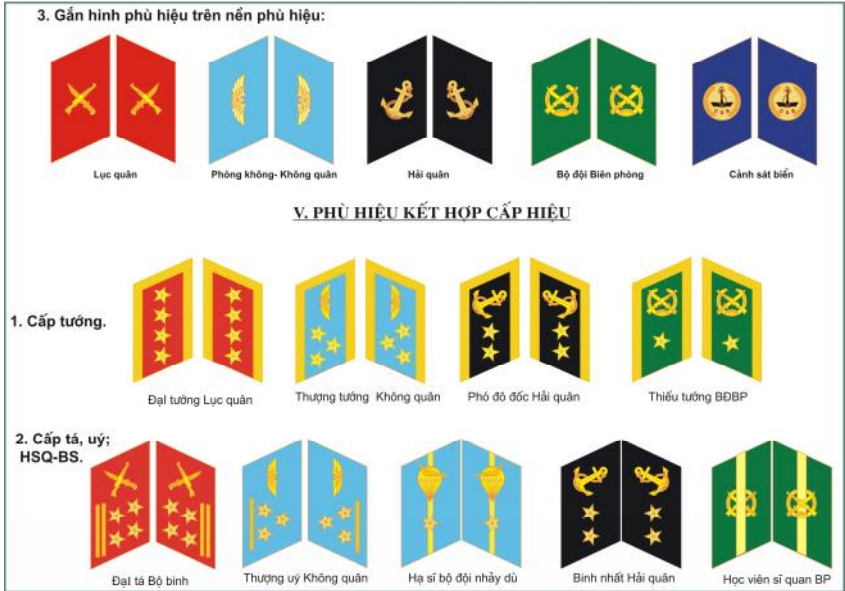 3. Gắn hình phù hiệu trên nền phù hiệu:
Lục quân
Phòng không- Không quân
Hải quân
Bộ đội Biên phòng
Cảnh sát biển
V. PHÙ HIỆU KẾT HỢP CẤP HIỆU
1. Cấp tướng.
Đại tướng Lục quân
Thượng tướng Không quân
Phó đô đốc Hải quân
Thiếu tướng BĐBP
2. Cấp tá, uý;
HSQ-BS.
Đại tá Bộ binh
Thượng uý Không quân
Hạ sĩ bộ đội nhảy dù
Binh nhất Hải quân
Học viên sĩ quan BP